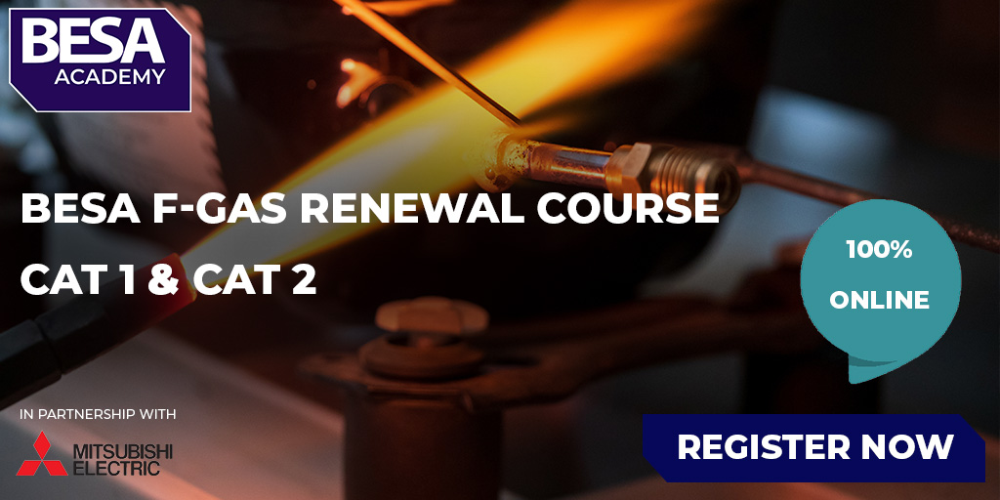 BESA
ACADEMY
BESA F-GAS RENEWAL COURSE
CAT 1 & CAT 2
100%
ONLINE
IN PARTNERSHIP WITH
MITSUBISHI
ELECTRIC
REGISTER NOW